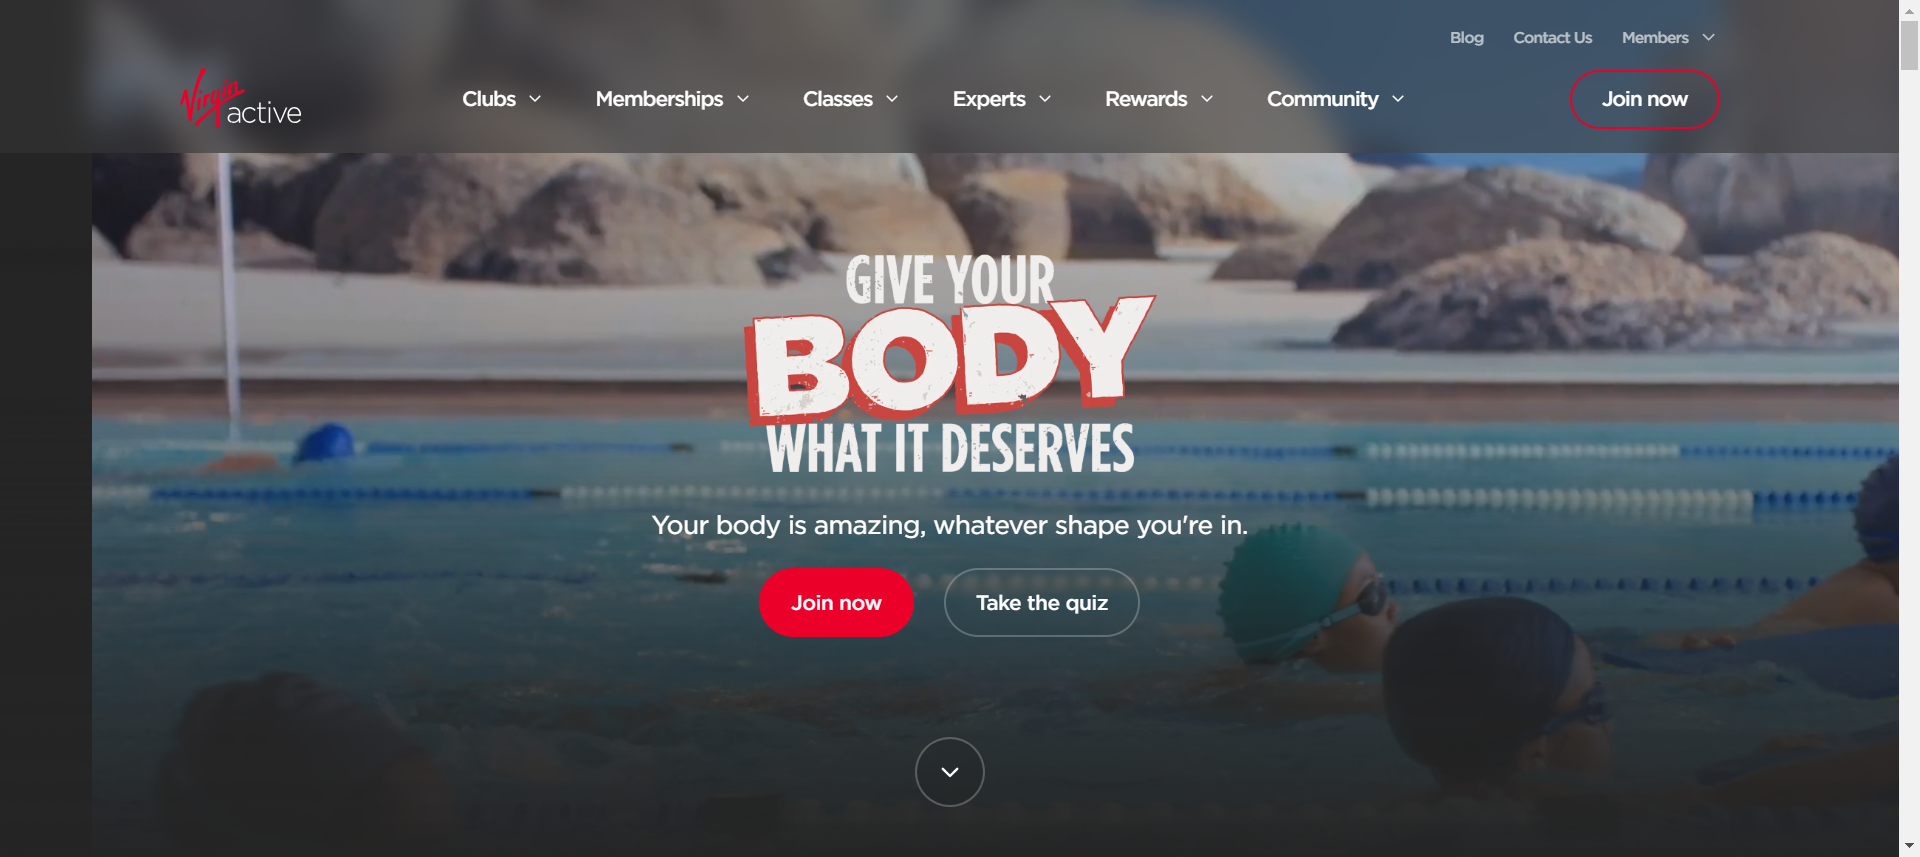 Blog Contact Us Members
Virgin active
Clubs Memberships Classes Experts Rewards Community Join now
GIVE YOUR
BODY
WHAT IT DESERVES
Your body is amazing, whatever shape you're in.
Join now Take the quiz